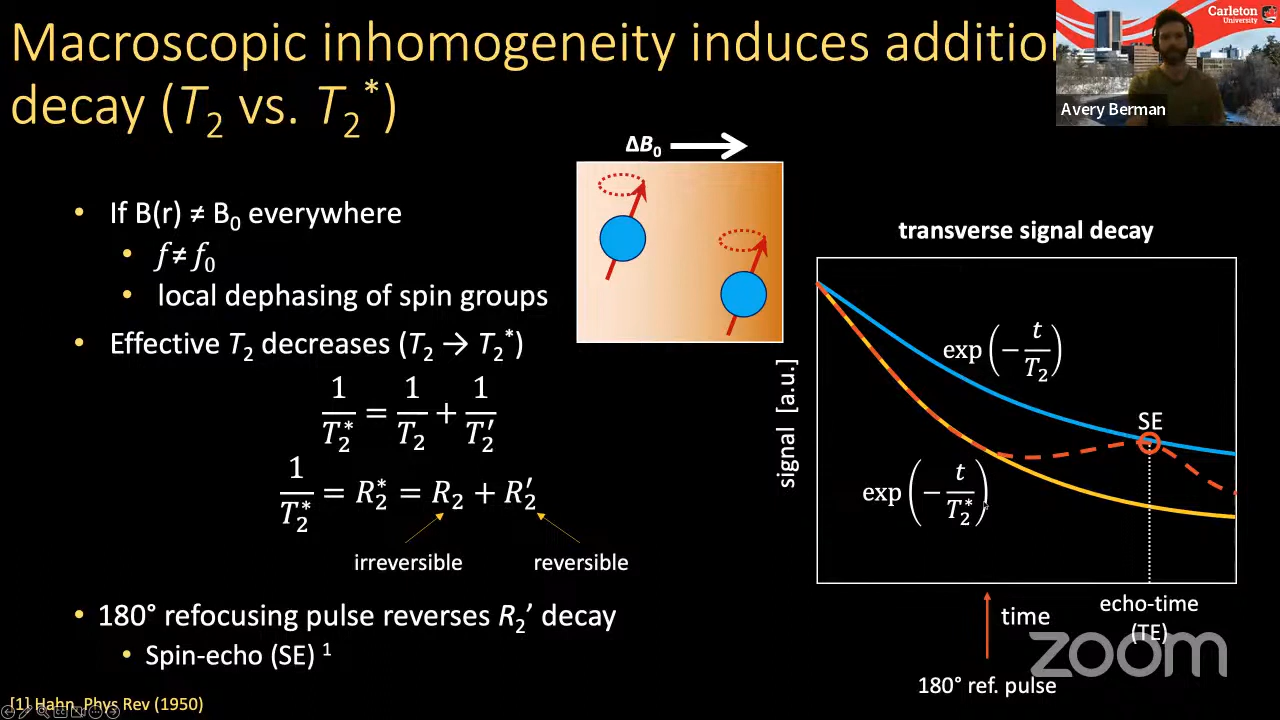 Macroscopic inhomogeneity induces addition
decay (T₂ vs. T₂*)
Carleton
University
Avery Berman
ΔB₀
• If B(r) ≠ B₀ everywhere
• f ≠ f₀
• local dephasing of spin groups
• Effective T₂ decreases (T₂ → T₂*)
1/T₂* = 1/T₂ + 1/T₂′
1/T₂* = R₂* = R₂ + R₂′
irreversible
reversible
• 180° refocusing pulse reverses R₂’ decay
• Spin-echo (SE) ¹
[1] Hahn, Phys Rev (1950)
transverse signal decay
signal [a.u.]
exp(−t/T₂)
SE
exp(−t/T₂*)
time
echo-time
(TE)
180° ref. pulse
zoom